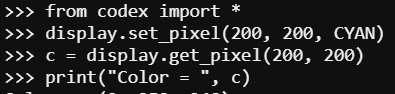 >>> from codex import *
>>> display.set_pixel(200, 200, CYAN)
>>> c = display.get_pixel(200, 200)
>>> print("Color = ", c)